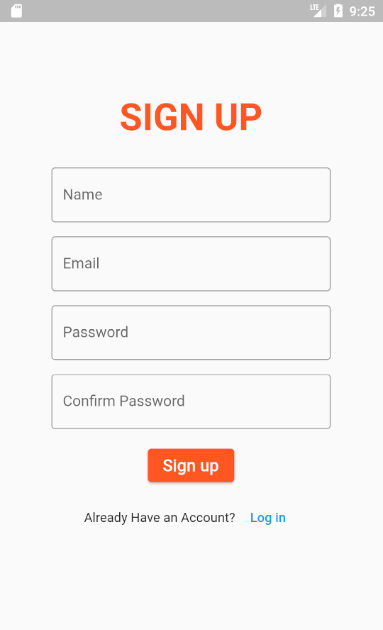 LTE 9:25
SIGN UP
Name
Email
Password
Confirm Password
Sign up
Already Have an Account? Log in